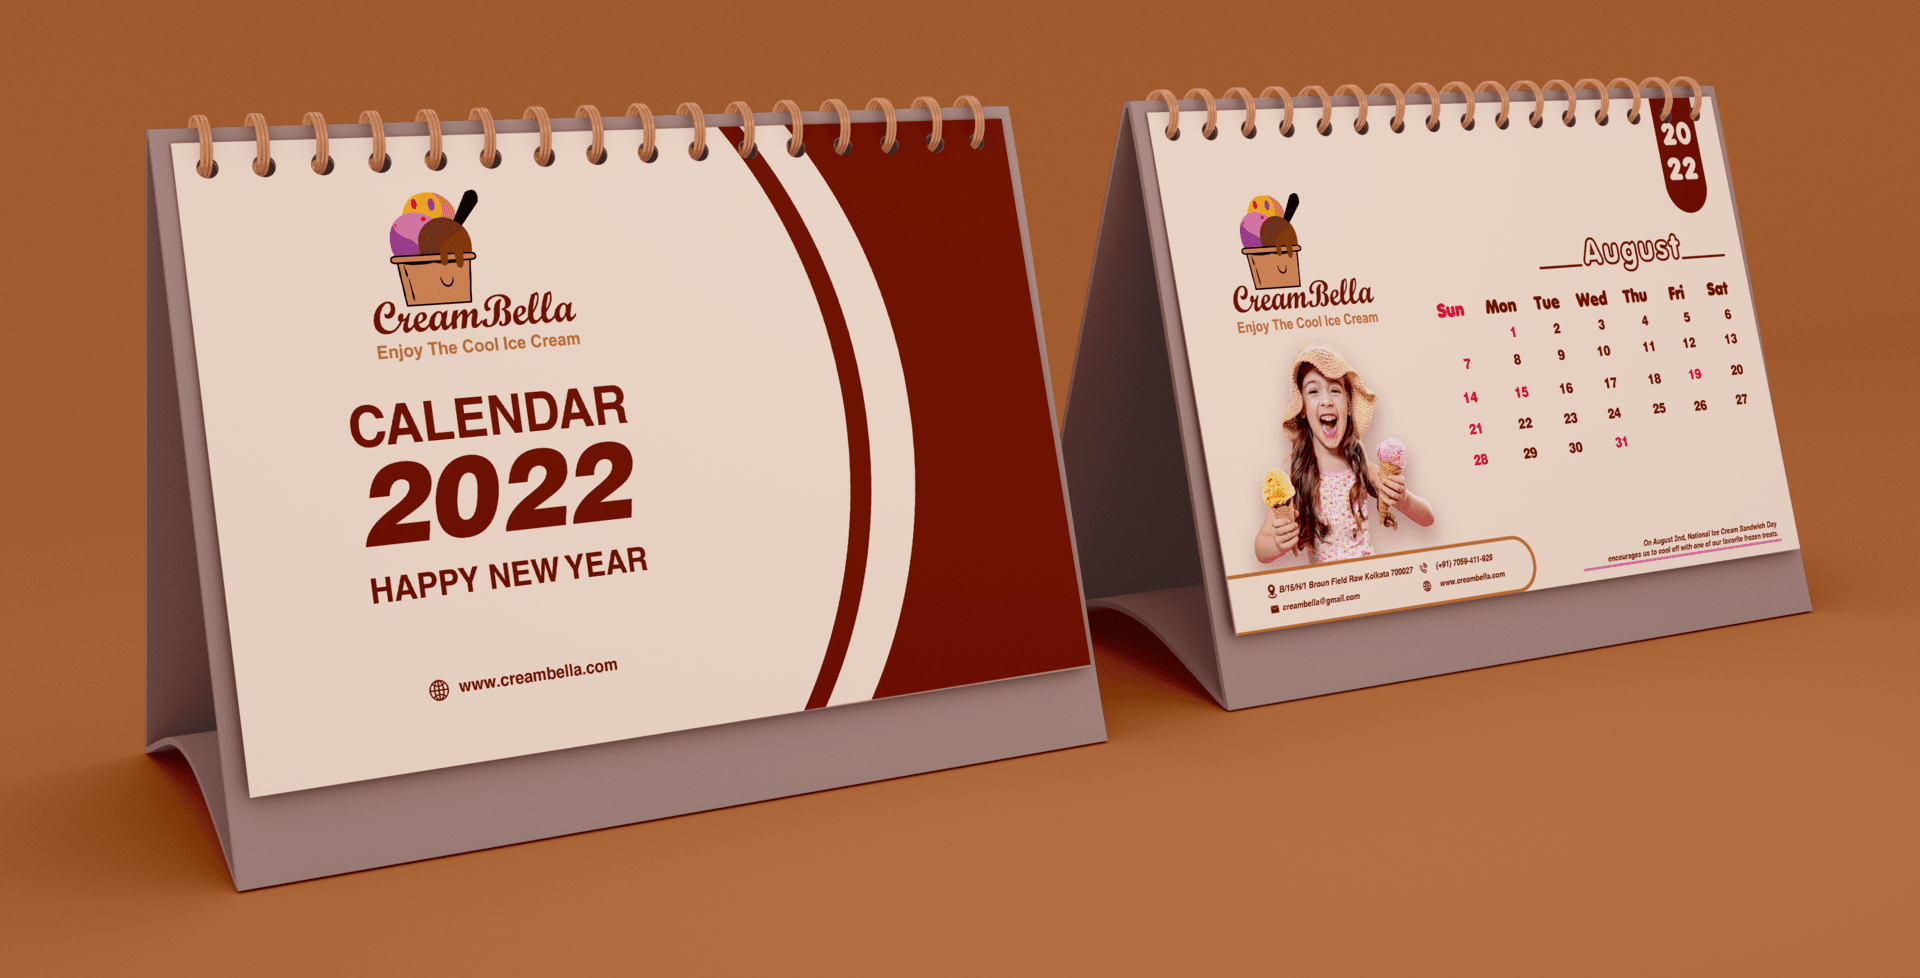 CreamBella
Enjoy The Cool Ice Cream
CALENDAR
2022
HAPPY NEW YEAR
www.creambella.com
20
22
CreamBella
Enjoy The Cool Ice Cream
August
Sun Mon Tue Wed Thu Fri Sat
1 2 3 4 5 6
7 8 9 10 11 12 13
14 15 16 17 18 19 20
21 22 23 24 25 26 27
28 29 30 31
B/15/H/1 Broun Field Raw Kolkata 700027 (+91) 7059-411-929
creambella@gmail.com www.creambella.com
On August 2nd, National Ice Cream Sandwich Day
encourages us to cool off with one of our favorite frozen treats.